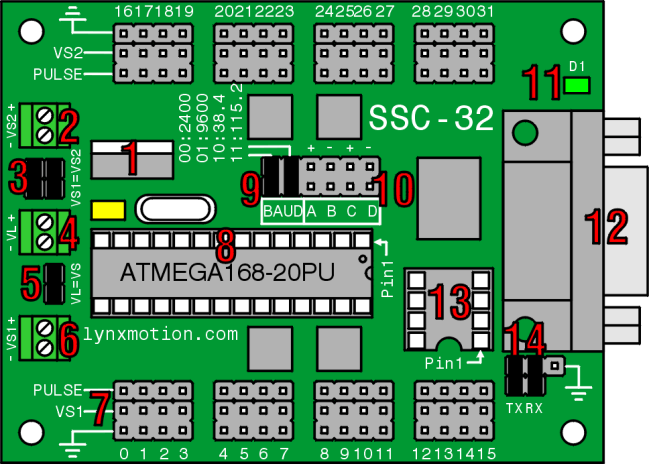 16171819 20212223 24252627 28293031
VS2
PULSE
11 D1
00:2400
01:9600
10:38.4
11:115.2
SSC-32
- VS2 +
2
1
+ - + -
3
VS1=VS2
9
10
BAUD A B C D
- VL +
4
8
12
5
VL=VS
ATMEGA168-20PU
Pin1
13
- VS1 +
6
lynxmotion.com
14
Pin1
PULSE
7
VS1
TX RX
0 1 2 3 4 5 6 7 8 9 10 11 12 13 14 15